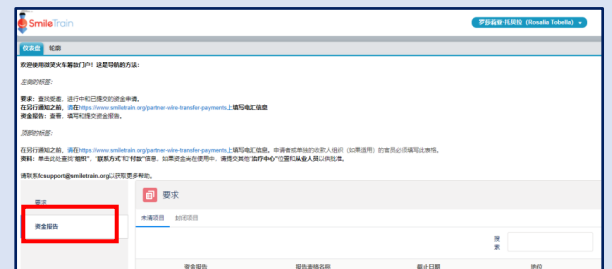 SmileTrain
罗莎莉娅·托贝拉 (Rosalia Tobella)
仪表盘 轮廓
欢迎使用微笑火车筹款门户！这是导航的方法：
左侧的标签：
要求：查找受邀、进行中和已提交的资金申请。
在另行通知之前，请在https://www.smiletrain.org/partner-wire-transfer-payments上填写电汇信息
资金报告：查看、填写和提交资金报告。
顶部的标签：
在另行通知之前，请在https://www.smiletrain.org/partner-wire-transfer-payments上填写电汇信息。申请者或单独的收款人组织（如果适用）的官员必须填写此表格。
资料：单击此处查找"组织"、"联系方式"和"付款"信息。如果资金尚在使用中，请提交其他"治疗中心"位置和从业人员以供批准。
请联系fcsupport@smiletrain.org以获取更多帮助。
要求
资金报告
要求
未清项目 封闭项目
搜索
资金报告 报告表格名称 截止日期 地位